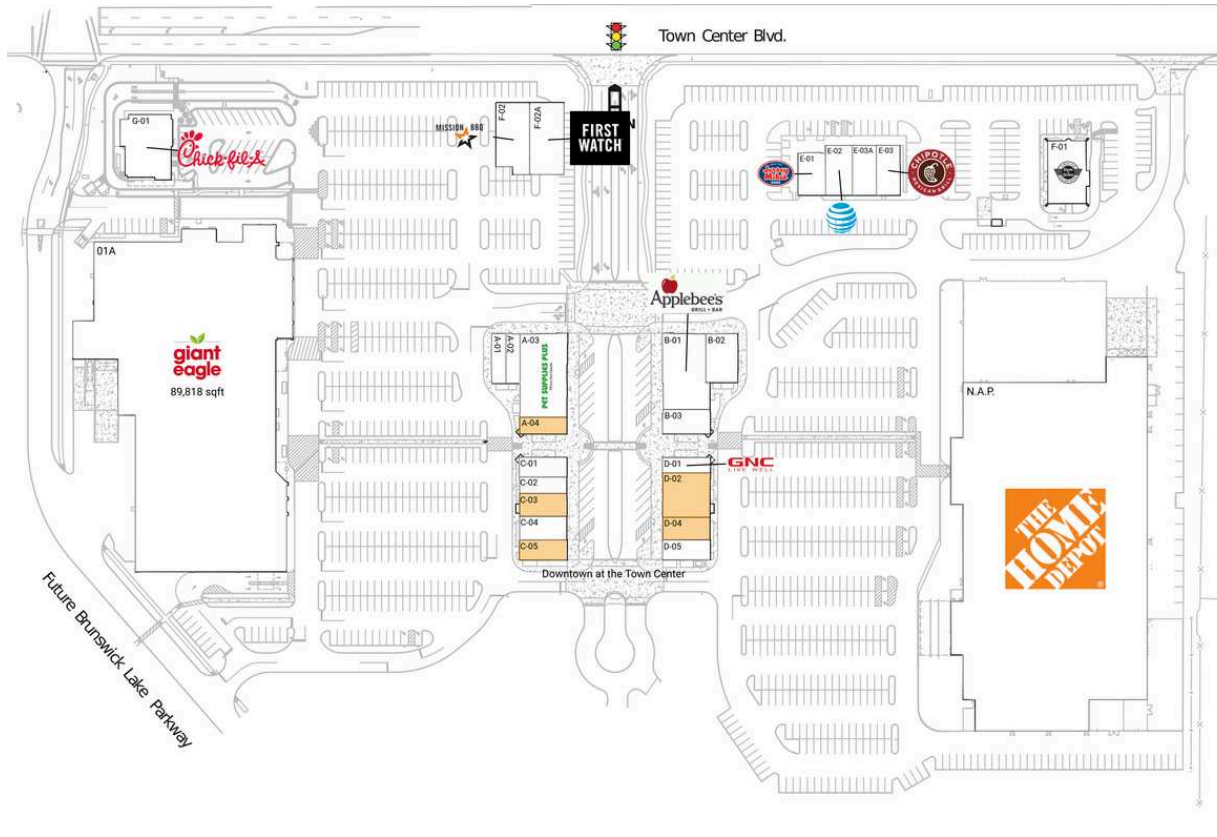 Town Center Blvd.
G-01
Chick-fil-A
MISSION BBQ
F-02
F-02A
FIRST
WATCH
N
E-01
E-02
E-03A
E-03
CHIPOTLE
MEXICAN GRILL
F-01
01A
giant
eagle
89,818 sqft
Applebee's
GRILL + BAR
A-01
A-02
A-03
PET SUPPLIES PLUS
A-04
B-01
B-02
B-03
N.A.P.
C-01
C-02
C-03
C-04
C-05
D-01
GNC
LIVE WELL
D-02
D-04
D-05
THE
HOME
DEPOT
Downtown at the Town Center
Future Brunswick Lake Parkway